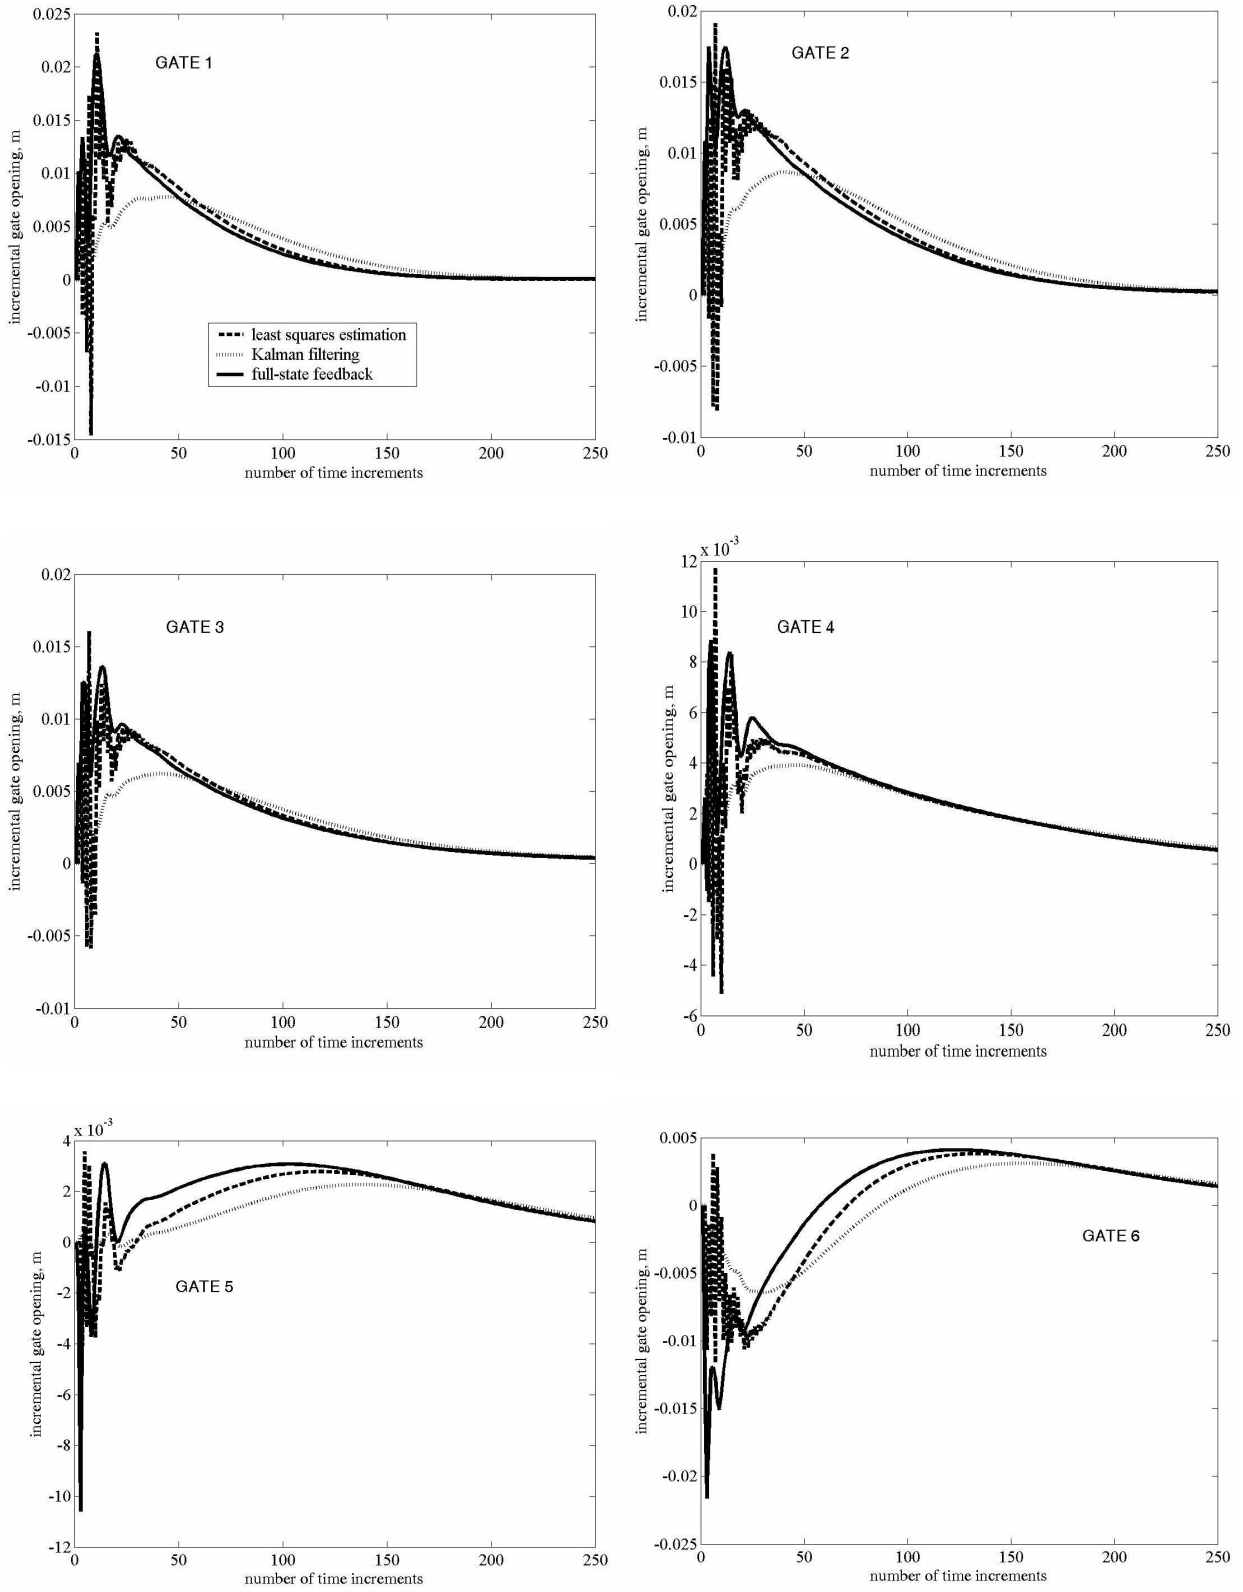 GATE 1
incremental gate opening, m
0.025
0.02
0.015
0.01
0.005
0
-0.005
-0.01
-0.015
least squares estimation
Kalman filtering
full-state feedback
0 50 100 150 200 250
number of time increments
GATE 2
incremental gate opening, m
0.02
0.015
0.01
0.005
0
-0.005
-0.01
0 50 100 150 200 250
number of time increments
GATE 3
incremental gate opening, m
0.02
0.015
0.01
0.005
0
-0.005
-0.01
0 50 100 150 200 250
number of time increments
x 10⁻³
GATE 4
incremental gate opening, m
12
10
8
6
4
2
0
-2
-4
-6
0 50 100 150 200 250
number of time increments
x 10⁻³
GATE 5
incremental gate opening, m
4
2
0
-2
-4
-6
-8
-10
-12
0 50 100 150 200 250
number of time increments
GATE 6
incremental gate opening, m
0.005
0
-0.005
-0.01
-0.015
-0.02
-0.025
0 50 100 150 200 250
number of time increments